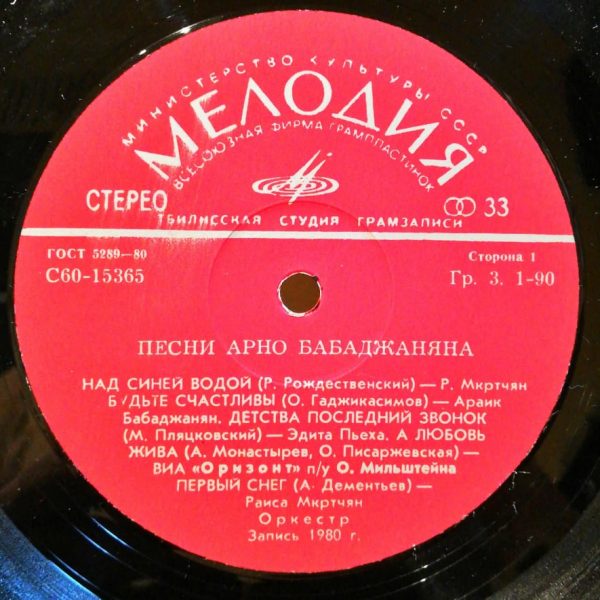 МИНИСТЕРСТВО КУЛЬТУРЫ СССР
МЕЛОДИЯ
ВСЕСОЮЗНАЯ ФИРМА ГРАМПЛАСТИНОК
СТЕРЕО
33
ТБИЛИССКАЯ СТУДИЯ ГРАМЗАПИСИ
ГОСТ 5289—80
Сторона 1
С60-15365
Гр. 3. 1-90
ПЕСНИ АРНО БАБАДЖАНЯНА
НАД СИНЕЙ ВОДОЙ (Р. Рождественский) — Р. Мкртчян
БУДЬТЕ СЧАСТЛИВЫ (О. Гаджикасимов) — Араик
Бабаджанян. ДЕТСТВА ПОСЛЕДНИЙ ЗВОНОК
(М. Пляцковский) — Эдита Пьеха. А ЛЮБОВЬ
ЖИВА (А. Монастырев, О. Писаржевская) —
ВИА «Оризонт» п/у О. Мильштейна
ПЕРВЫЙ СНЕГ (А. Дементьев) —
Раиса Мкртчян
Оркестр
Запись 1980 г.